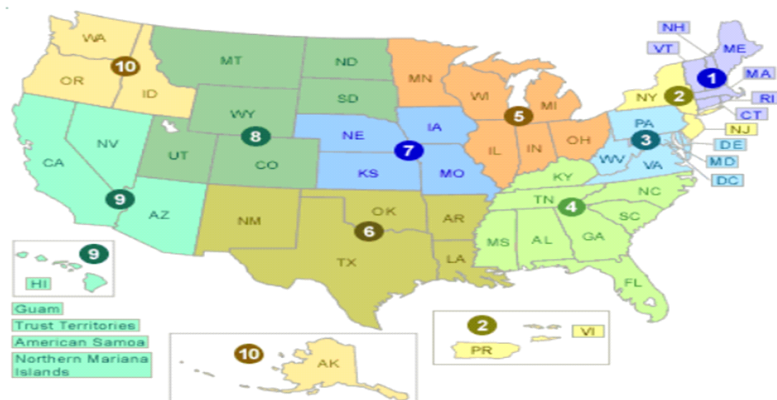 NH
WA
VT
ME
10
MT
ND
MN
1
MA
OR
ID
WI
MI
NY
2
RI
SD
CT
WY
5
PA
NJ
NV
8
NE
IA
IL
IN
OH
3
DE
UT
CO
7
WV
VA
MD
CA
KS
MO
KY
DC
9
AZ
NM
OK
AR
TN
4
NC
6
SC
MS
AL
GA
TX
LA
9
HI
FL
Guam
Trust Territories
American Samoa
Northern Mariana
Islands
10
AK
2
VI
PR